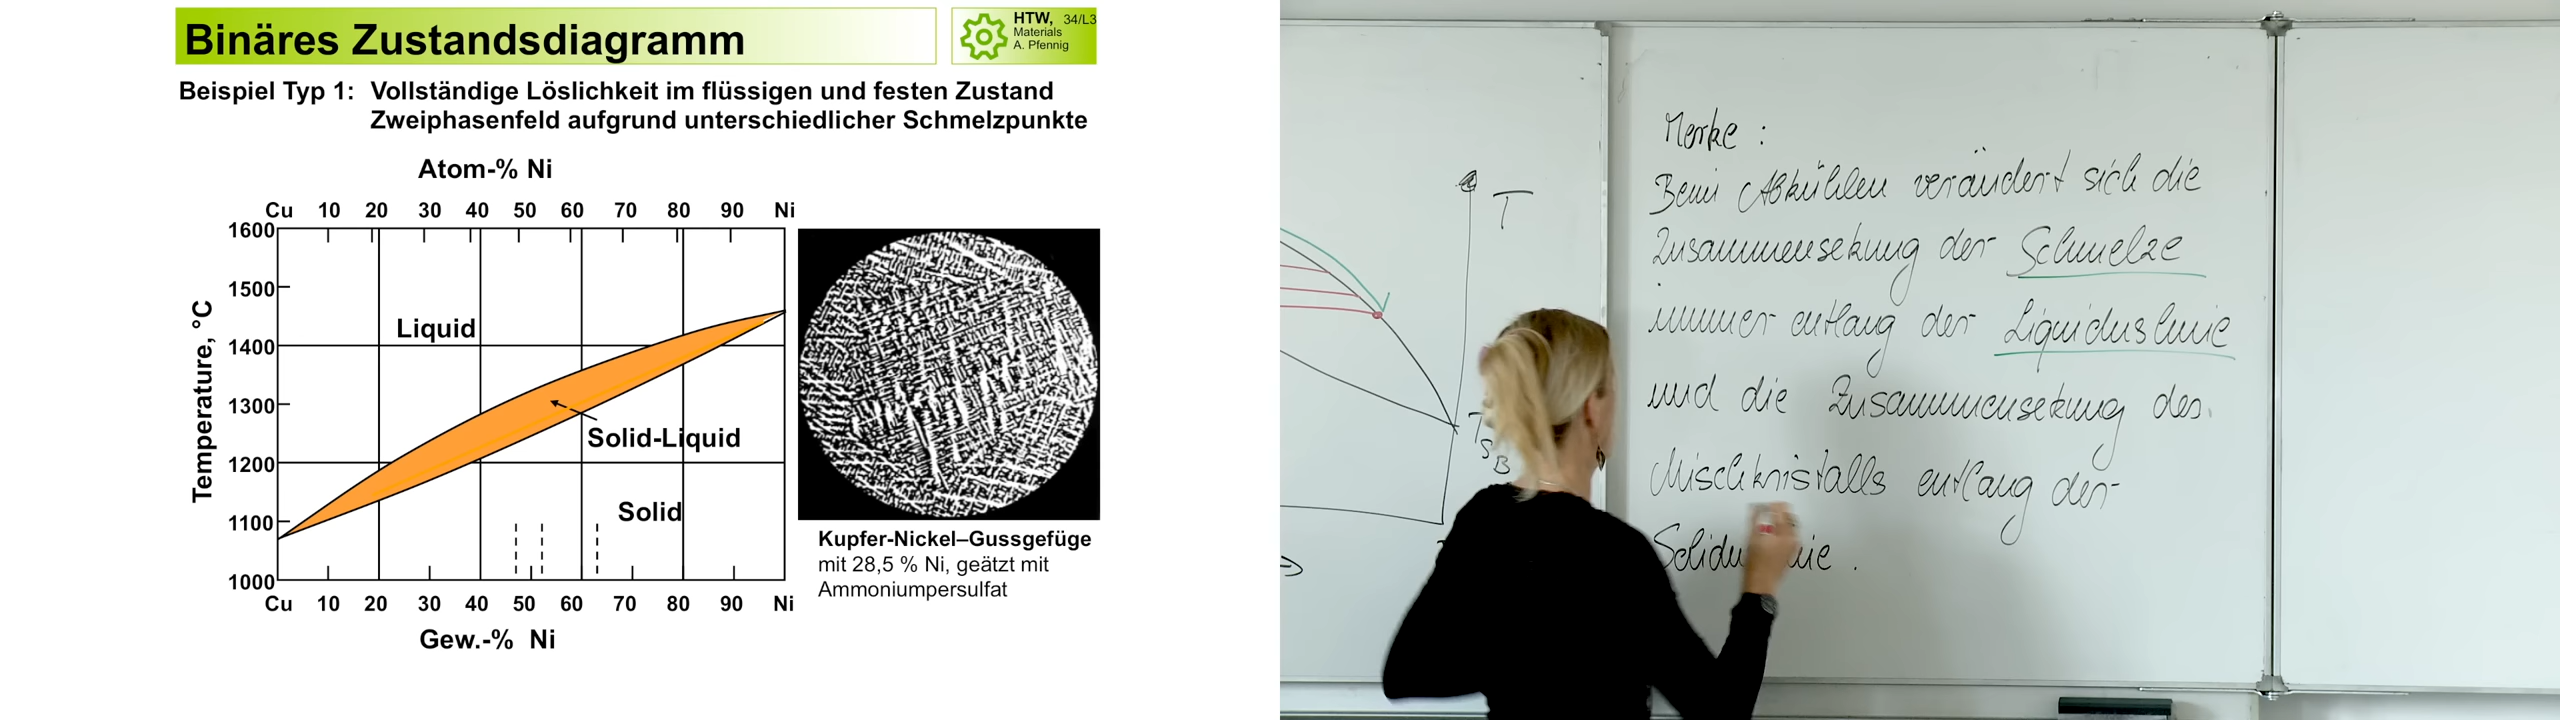 Binäres Zustandsdiagramm
HTW, 34/L3
Materials
A. Pfennig
Beispiel Typ 1: Vollständige Löslichkeit im flüssigen und festen Zustand
Zweiphasenfeld aufgrund unterschiedlicher Schmelzpunkte
Atom-% Ni
Cu 10 20 30 40 50 60 70 80 90 Ni
1600
1500
1400
1300
1200
1100
1000
Temperature, °C
Liquid
Solid-Liquid
Solid
Cu 10 20 30 40 50 60 70 80 90 Ni
Gew.-% Ni
Kupfer-Nickel–Gussgefüge
mit 28,5 % Ni, geätzt mit
Ammoniumpersulfat
T
T
S
B
Merke :
Beim Abkühlen verändert sich die
Zusammensetzung der Schmelze
immer entlang der Liquiduslinie
und die Zusammensetzung des
Mischkristalls entlang der